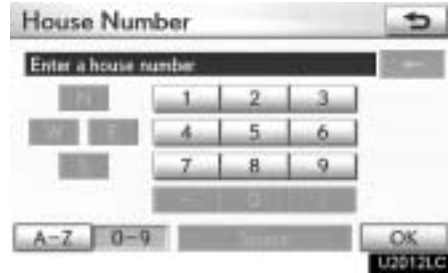 House Number
Enter a house number
N 1 2 3
W E 4 5 6
7 8 9
- 0 /
A-Z 0-9 Space OK
U2012LC